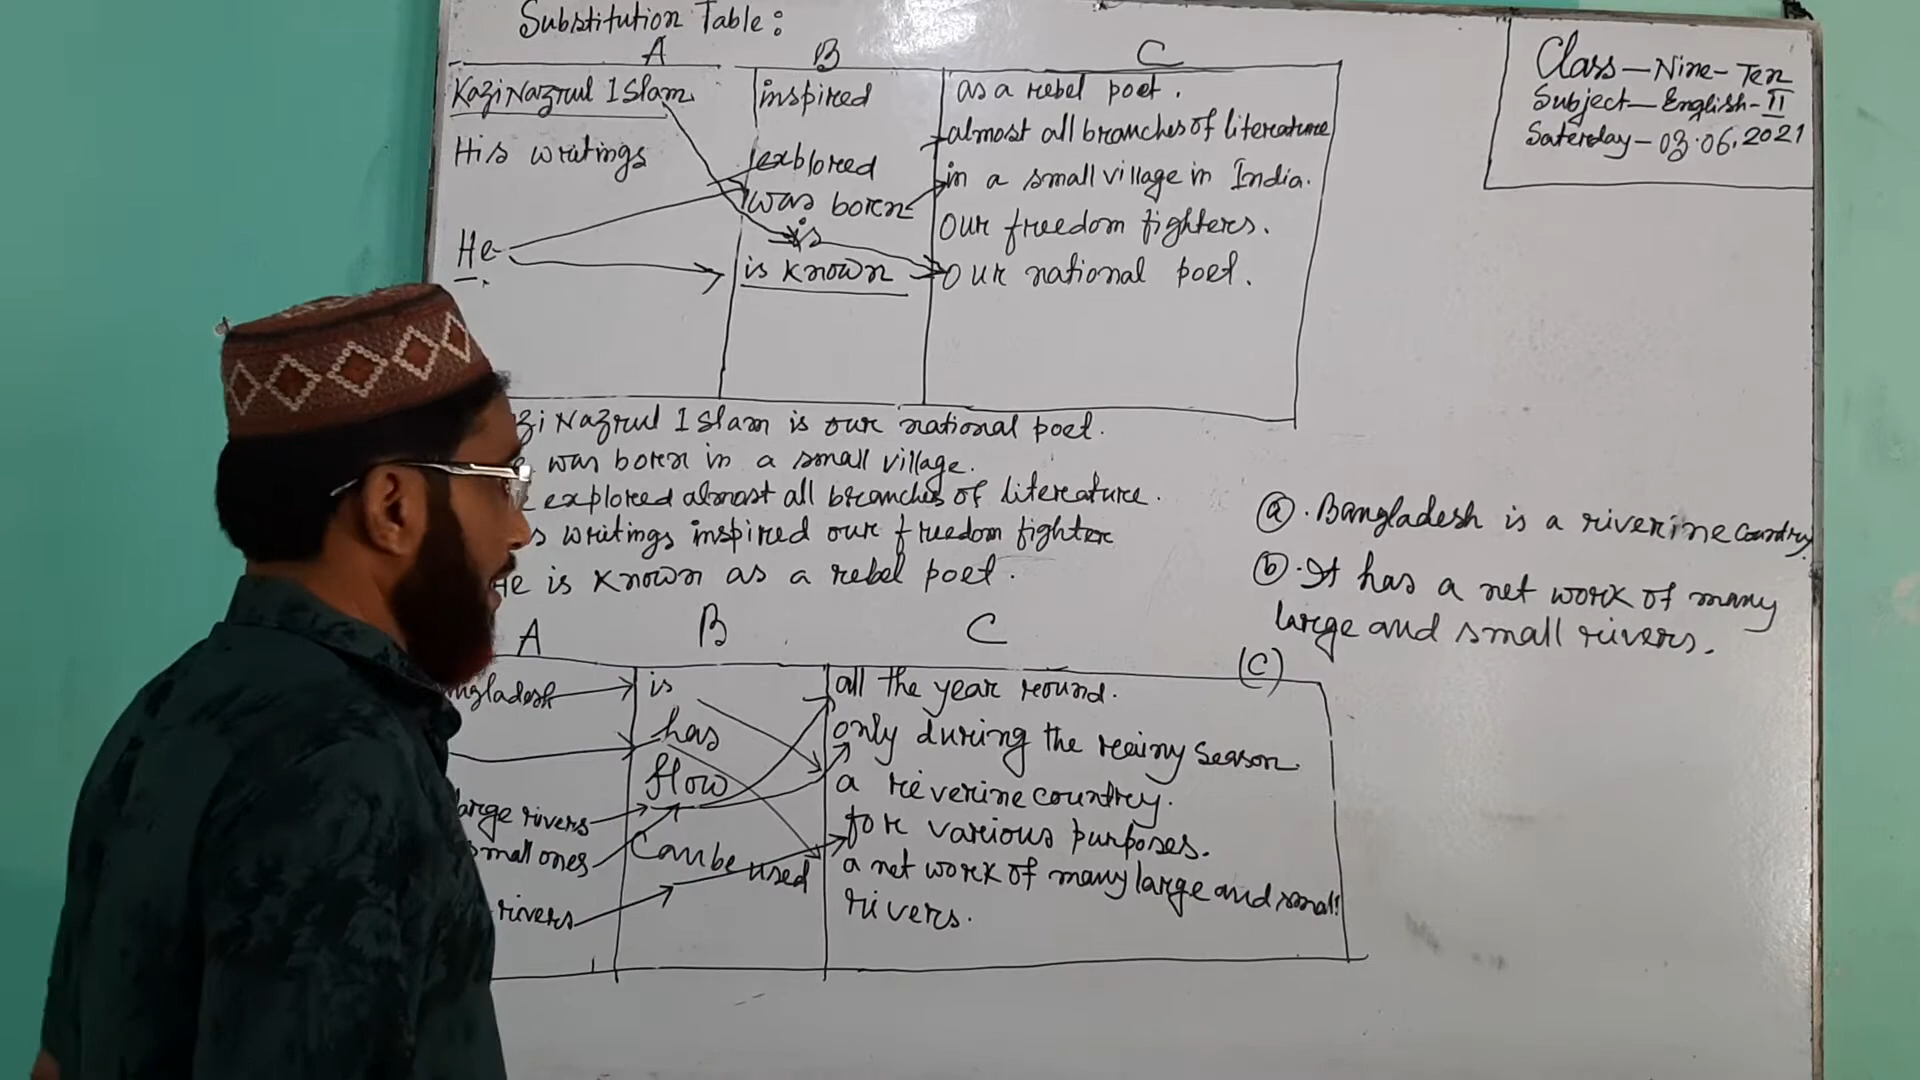 Substitution Table:
A B C
Kazi Nazrul Islam inspired as a rebel poet.
almost all branches of literature
His writings explored
in a small village in India.
was born
our freedom fighters.
He is
is known our national poet.
zi Nazrul Islam is our national poet.
was born in a small village.
explored almost all branches of literature.
s writings inspired our freedom fighter
He is known as a rebel poet.
A B C
ngladesh is all the year round.
has only during the rainy season.
flow a riverine country.
large rivers for various purposes.
small ones Can be used a net work of many large and small
rivers rivers.
Class-Nine-Ten
Subject-English-II
Saterday-03.06.2021
(a). Bangladesh is a riverine country.
(b). It has a net work of many
large and small rivers.
(C)